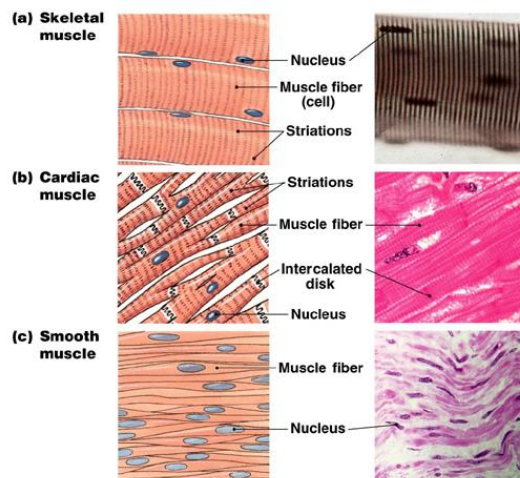 (a) Skeletal
muscle
Nucleus
Muscle fiber
(cell)
Striations
(b) Cardiac
muscle
Striations
Muscle fiber
Intercalated
disk
Nucleus
(c) Smooth
muscle
Muscle fiber
Nucleus